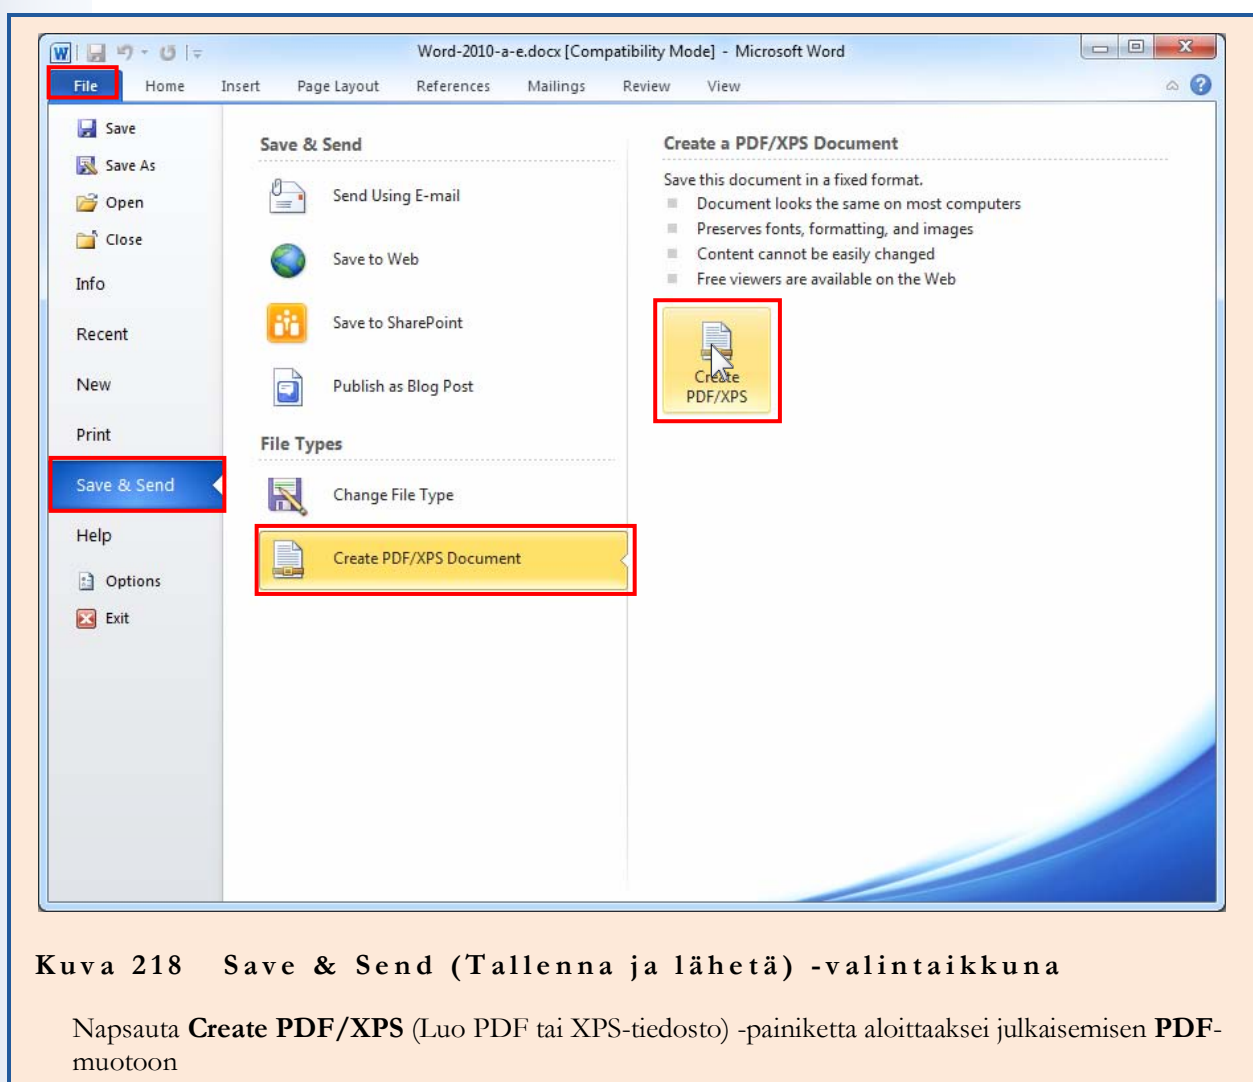 Word-2010-a-e.docx [Compatibility Mode] - Microsoft Word
File Home Insert Page Layout References Mailings Review View
Save
Save As
Open
Close
Info
Recent
New
Print
Save & Send
Help
Options
Exit
Save & Send
Send Using E-mail
Save to Web
Save to SharePoint
Publish as Blog Post
File Types
Change File Type
Create PDF/XPS Document
Create a PDF/XPS Document
Save this document in a fixed format.
Document looks the same on most computers
Preserves fonts, formatting, and images
Content cannot be easily changed
Free viewers are available on the Web
Create
PDF/XPS
Kuva 218 Save & Send (Tallenna ja lähetä) -valintaikkuna
Napsauta Create PDF/XPS (Luo PDF tai XPS-tiedosto) -painiketta aloittaaksei julkaisemisen PDF-
muotoon